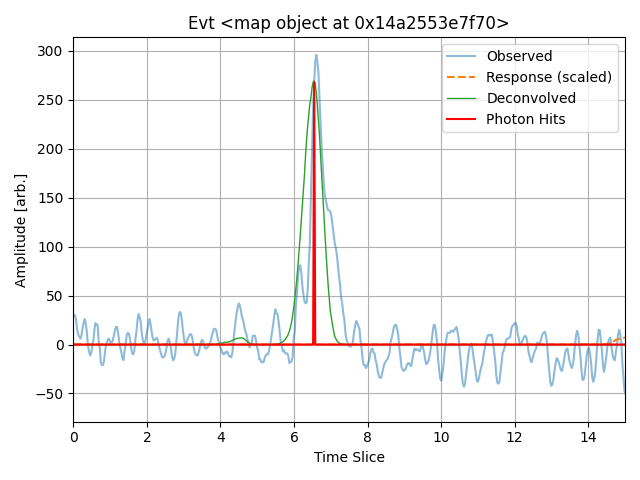 Evt <map object at 0x14a2553e7f70>
Observed
Response (scaled)
Deconvolved
Photon Hits
300
250
200
150
100
50
0
−50
Amplitude [arb.]
0 2 4 6 8 10 12 14
Time Slice